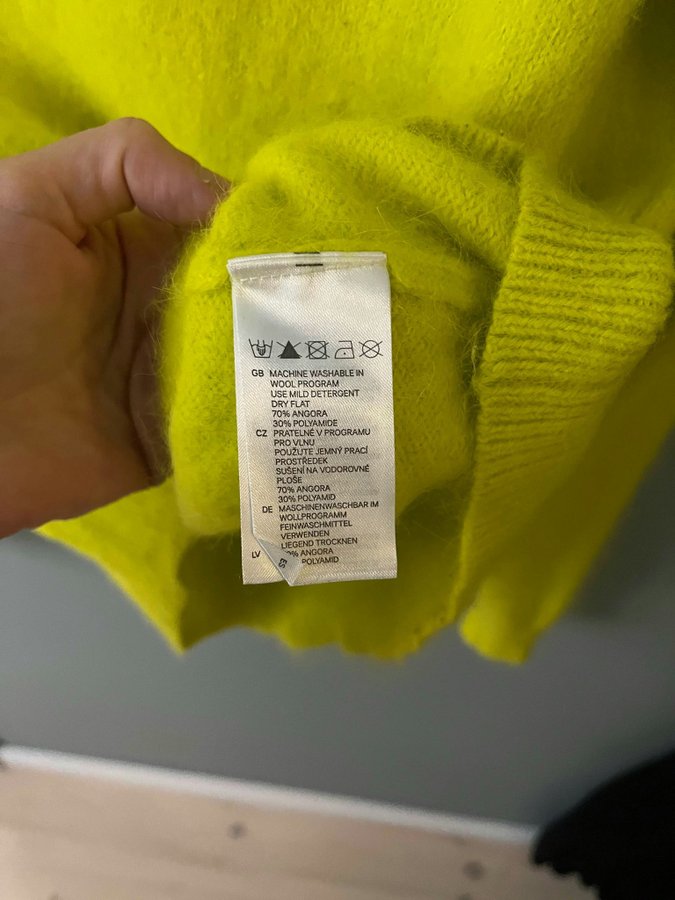 GB MACHINE WASHABLE IN
WOOL PROGRAM
USE MILD DETERGENT
DRY FLAT
70% ANGORA
30% POLYAMIDE
CZ PRATELNÉ V PROGRAMU
PRO VLNU
POUŽUTE JEMNÝ PRACÍ
PROSTŘEDEK
SUŠENÍ NA VODOROVNÉ
PLOŠE
70% ANGORA
30% POLYAMID
DE MASCHINENWASCHBAR IM
WOLLPROGRAMM
FEINWASCHMITTEL
VERWENDEN
LIEGEND TROCKNEN
% ANGORA
LV POLYAMID
ES